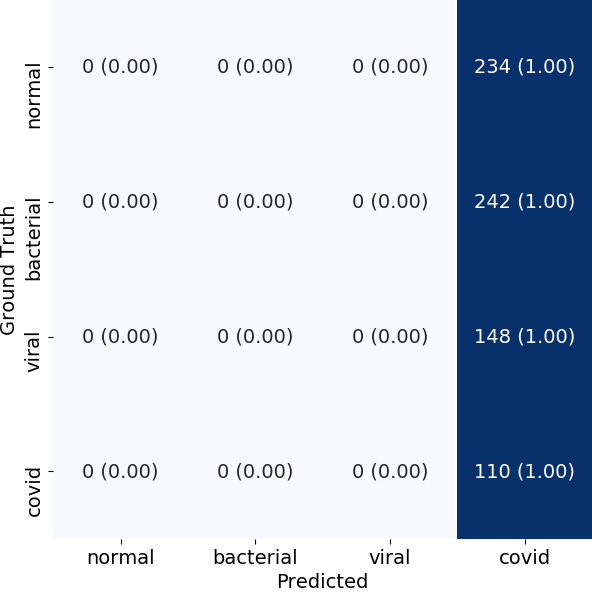 normal 0 (0.00) 0 (0.00) 0 (0.00) 234 (1.00)
bacterial 0 (0.00) 0 (0.00) 0 (0.00) 242 (1.00)
Ground Truth
viral 0 (0.00) 0 (0.00) 0 (0.00) 148 (1.00)
covid 0 (0.00) 0 (0.00) 0 (0.00) 110 (1.00)
normal bacterial viral covid
Predicted